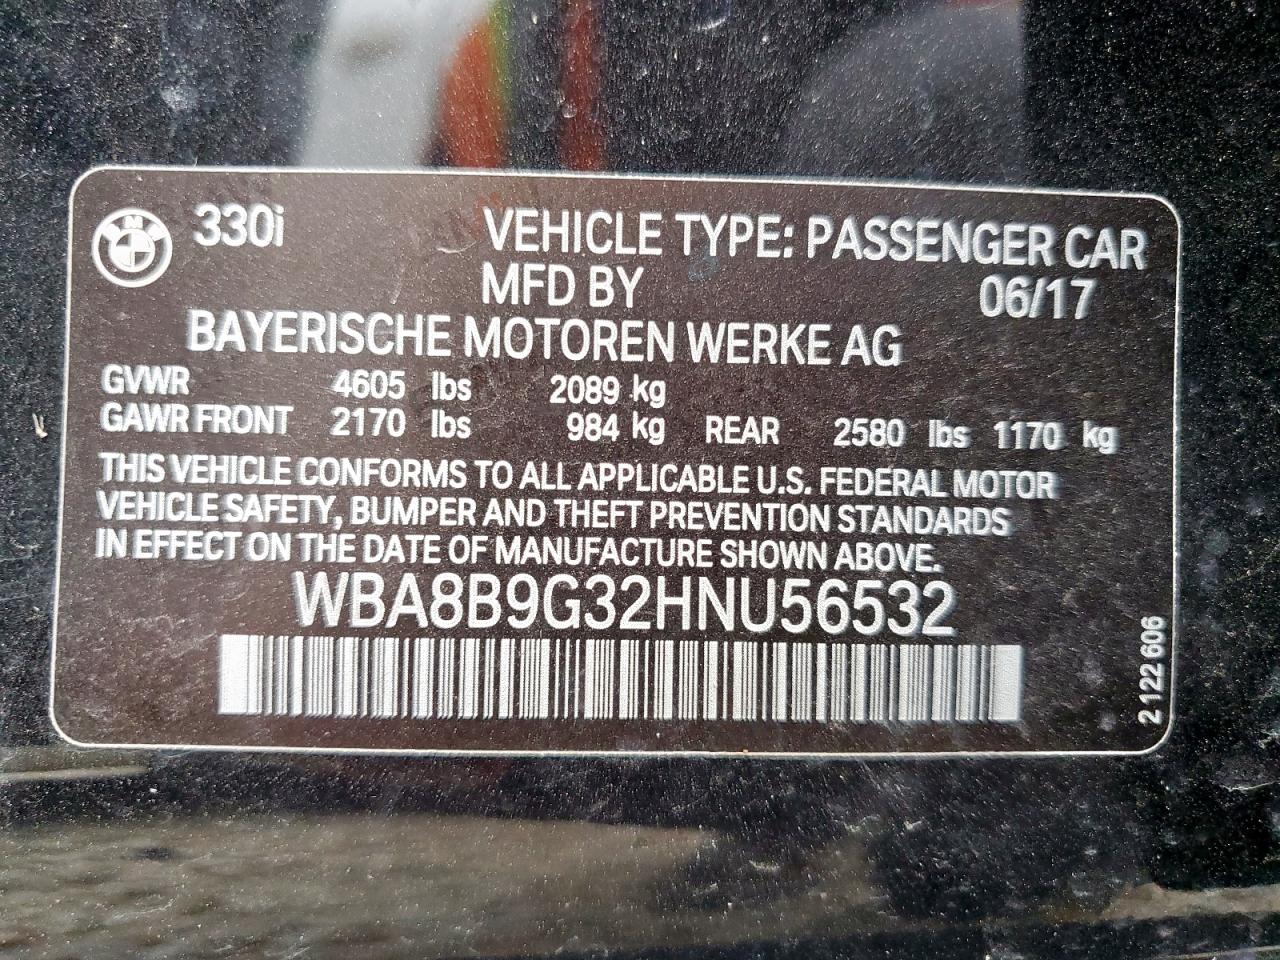 330i VEHICLE TYPE: PASSENGER CAR
MFD BY 06/17
BAYERISCHE MOTOREN WERKE AG
GVWR 4605 lbs 2089 kg
GAWR FRONT 2170 lbs 984 kg REAR 2580 lbs 1170 kg
THIS VEHICLE CONFORMS TO ALL APPLICABLE U.S. FEDERAL MOTOR
VEHICLE SAFETY, BUMPER AND THEFT PREVENTION STANDARDS
IN EFFECT ON THE DATE OF MANUFACTURE SHOWN ABOVE.
WBA8B9G32HNU56532
2 122 606